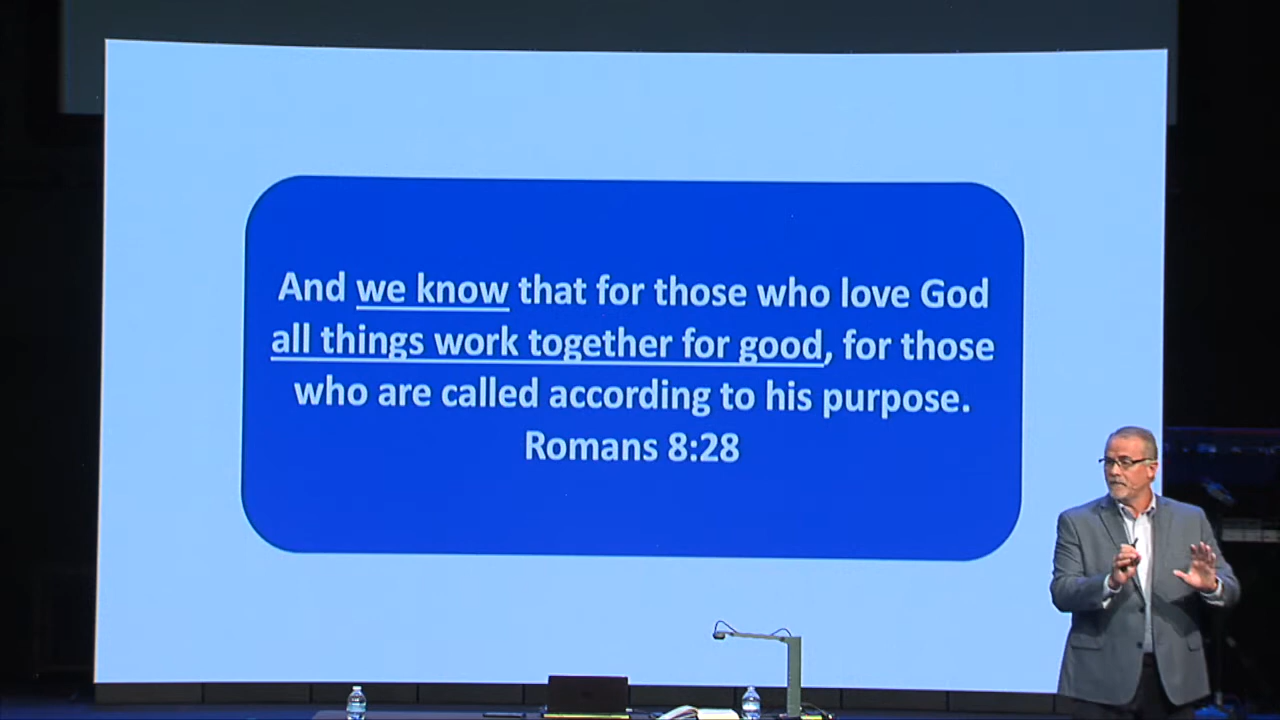 And we know that for those who love God
all things work together for good, for those
who are called according to his purpose.
Romans 8:28